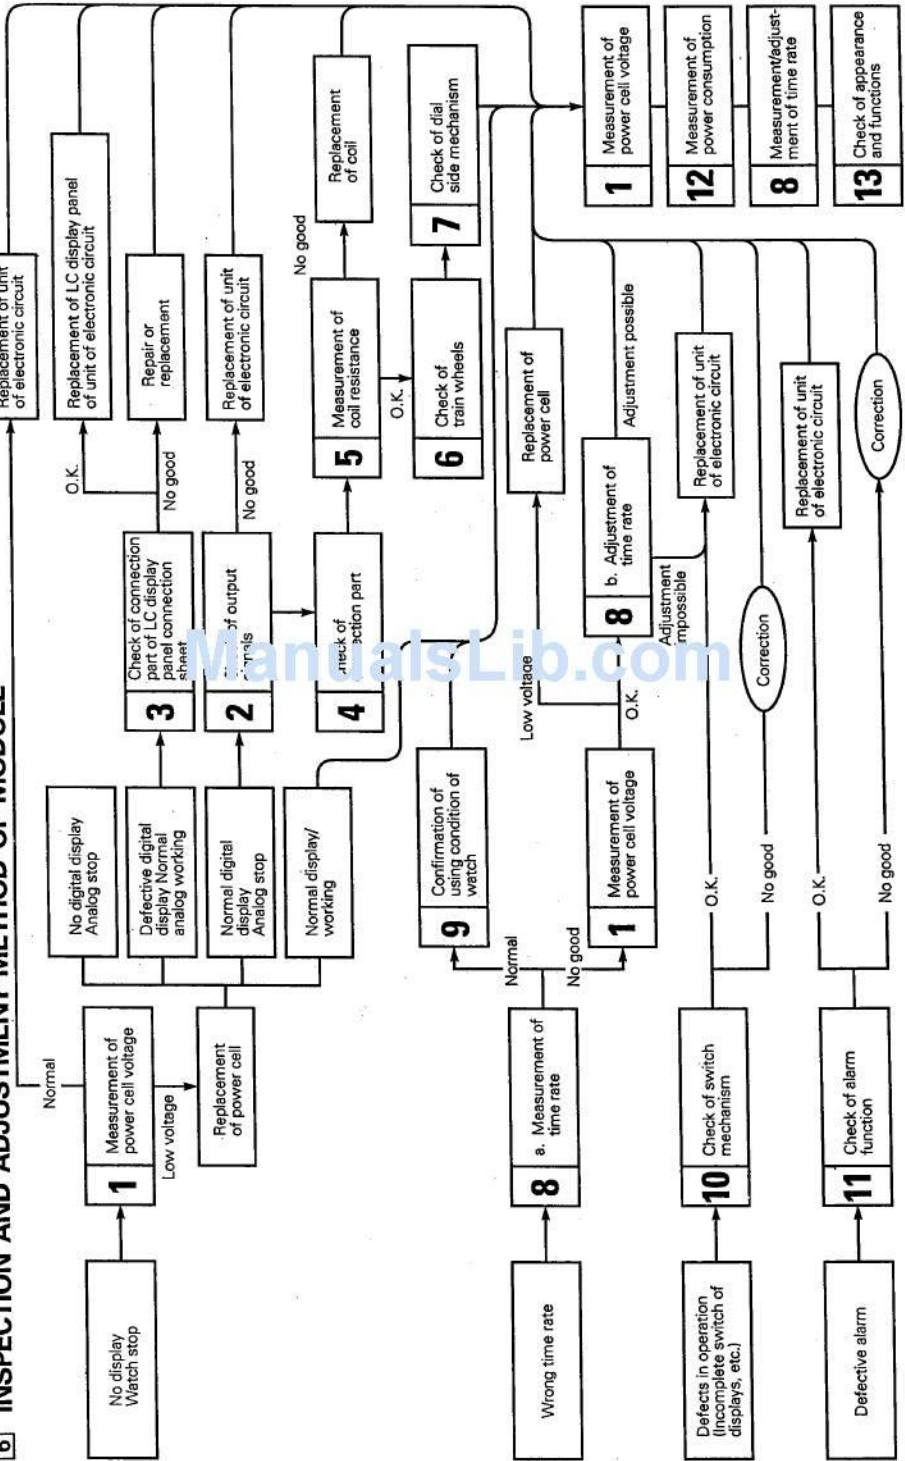 6 INSPECTION AND ADJUSTMENT METHOD OF MODULE
No display
Watch stop
1 Measurement of
power cell voltage
Normal
Low voltage
Replacement
of power cell
Replacement of unit
of electronic circuit
No digital display
Analog stop
Defective digital
display Normal
analog working
Normal digital
display
Analog stop
Normal display/
working
3 Check of connection
part of LC display
panel connection
sheet
O.K.
No good
Replacement of LC display panel
of unit of electronic circuit
Repair or
replacement
2
of output
signals
No good
Replacement of unit
of electronic circuit
4 Check of
connection part
5 Measurement of
coil resistance
No good
Replacement
of coil
O.K.
6 Check of
train wheels
7 Check of dial
side mechanism
Wrong time rate
8 a. Measurement of
time rate
Normal
No good
9 Confirmation of
using condition of
watch
1 Measurement of
power cell voltage
Low voltage
O.K.
Replacement of
power cell
8 b. Adjustment of
time rate
Adjustment possible
Adjustment
impossible
Replacement of unit
of electronic circuit
Defects in operation
(Incomplete switch of
displays, etc.)
10 Check of switch
mechanism
O.K.
No good
Correction
Defective alarm
11 Check of alarm
function
O.K.
No good
Replacement of unit
of electronic circuit
Correction
1 Measurement of
power cell voltage
12 Measurement of
power consumption
8 Measurement/adjust-
ment of time rate
13 Check of appearance
and functions
ManualsLib.com